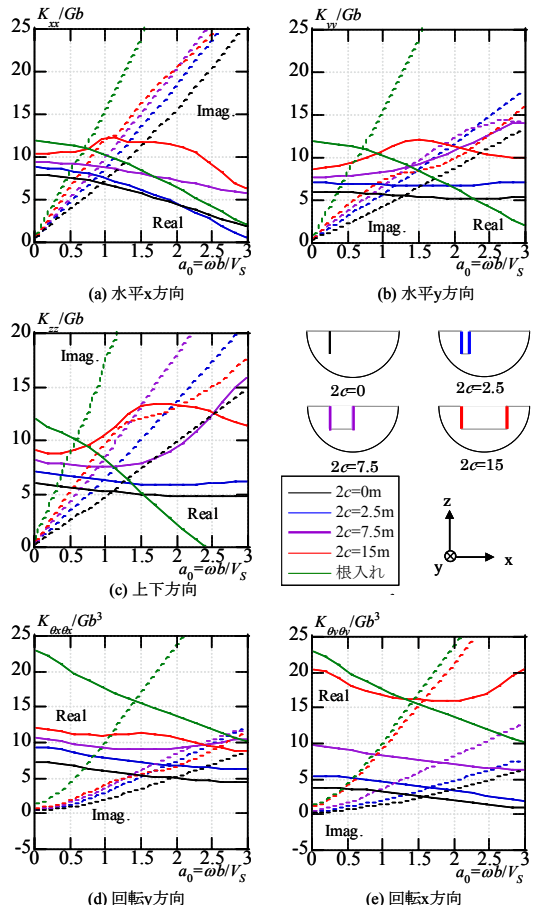 K_xx/Gb
25
20
15
10
5
0
Imag.
Real
0 0.5 1 1.5 2 2.5 3
a_0=ωb/V_S
(a) 水平x方向
K_yy/Gb
25
20
15
10
5
0
Imag.
Real
0 0.5 1 1.5 2 2.5 3
a_0=ωb/V_S
(b) 水平y方向
K_zz/Gb
25
20
15
10
5
0
Imag.
Real
0 0.5 1 1.5 2 2.5 3
a_0=ωb/V_S
(c) 上下方向
2c=0
2c=2.5
2c=7.5
2c=15
2c=0m
2c=2.5m
2c=7.5m
2c=15m
根入れ
z
y
x
K_θxθx/Gb³
25
20
15
10
5
0
-5
Real
Imag.
0 0.5 1 1.5 2 2.5 3
a_0=ωb/V_S
(d) 回転y方向
K_θyθy/Gb³
25
20
15
10
5
0
-5
Real
Imag.
0 0.5 1 1.5 2 2.5 3
a_0=ωb/V_S
(e) 回転x方向